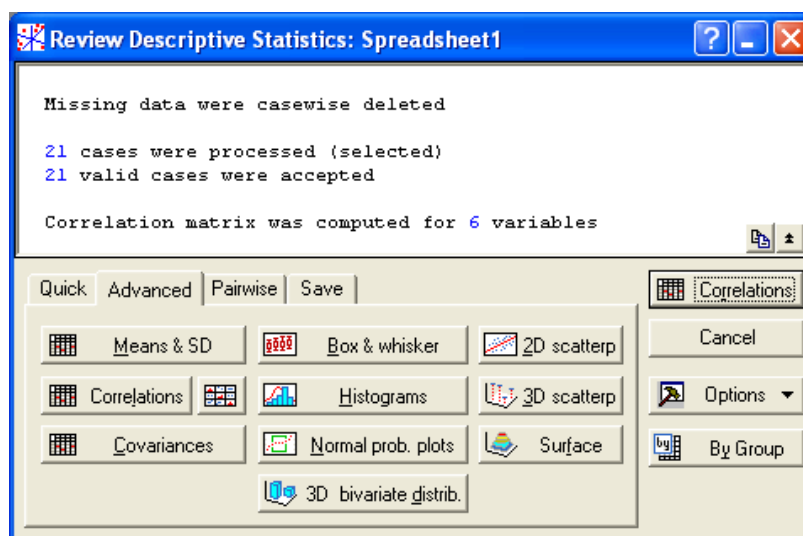 Review Descriptive Statistics: Spreadsheet1
Missing data were casewise deleted
21 cases were processed (selected)
21 valid cases were accepted
Correlation matrix was computed for 6 variables
Quick Advanced Pairwise Save
Correlations
Means & SD Box & whisker 2D scatterp
Cancel
Correlations Histograms 3D scatterp
Options
Covariances Normal prob. plots Surface
by By Group
3D bivariate distrib.